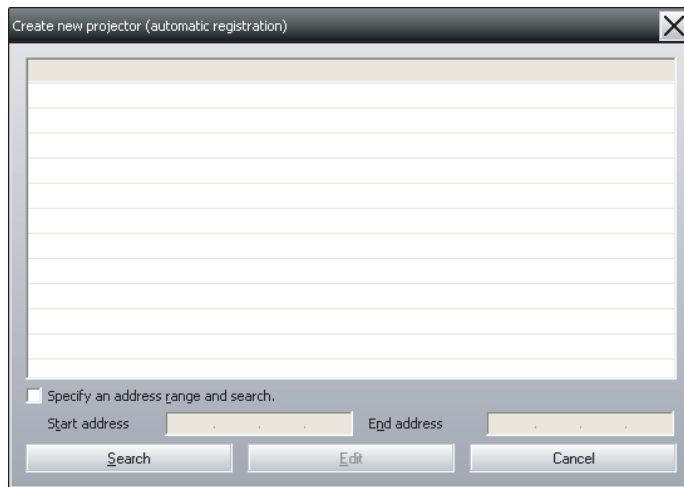 Create new projector (automatic registration)
Specify an address range and search.
Start address . . . End address . . .
Search Edit Cancel